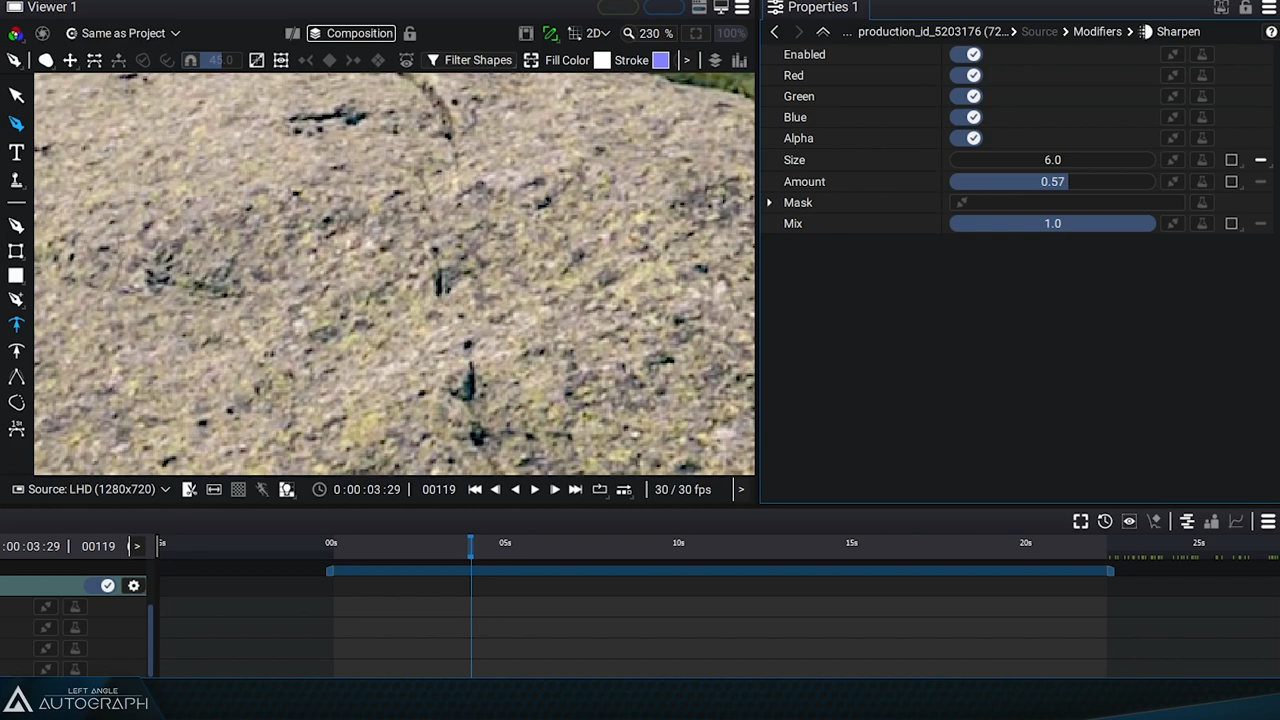 Viewer 1
Properties 1
Same as Project
Composition
2D
230 %
100%
... production_id_5203176 (72... > Source > Modifiers > Sharpen
45.0
Filter Shapes
Fill Color
Stroke
>
Enabled
Red
Green
Blue
Alpha
Size
6.0
Amount
0.57
Mask
Mix
1.0
T
1st
Source: LHD (1280x720)
0:00:03:29
00119
30 / 30 fps
>
:00:03:29
00119
>
00s
05s
10s
15s
20s
25s
LEFT ANGLE
AUTOGRAPH